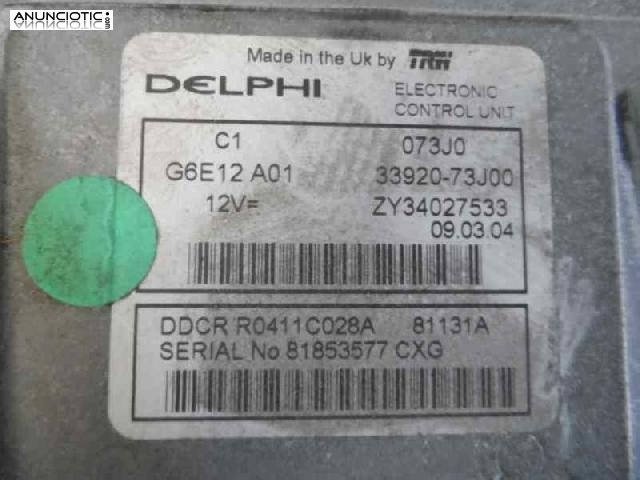 ANUNCIOTIC.com
Made in the Uk by TRW
DELPHI
ELECTRONIC
CONTROL UNIT
C1 073J0
G6E12 A01 33920-73J00
12V= ZY34027533
09.03.04
DDCR R0411C028A 81131A
SERIAL No 81853577 CXG